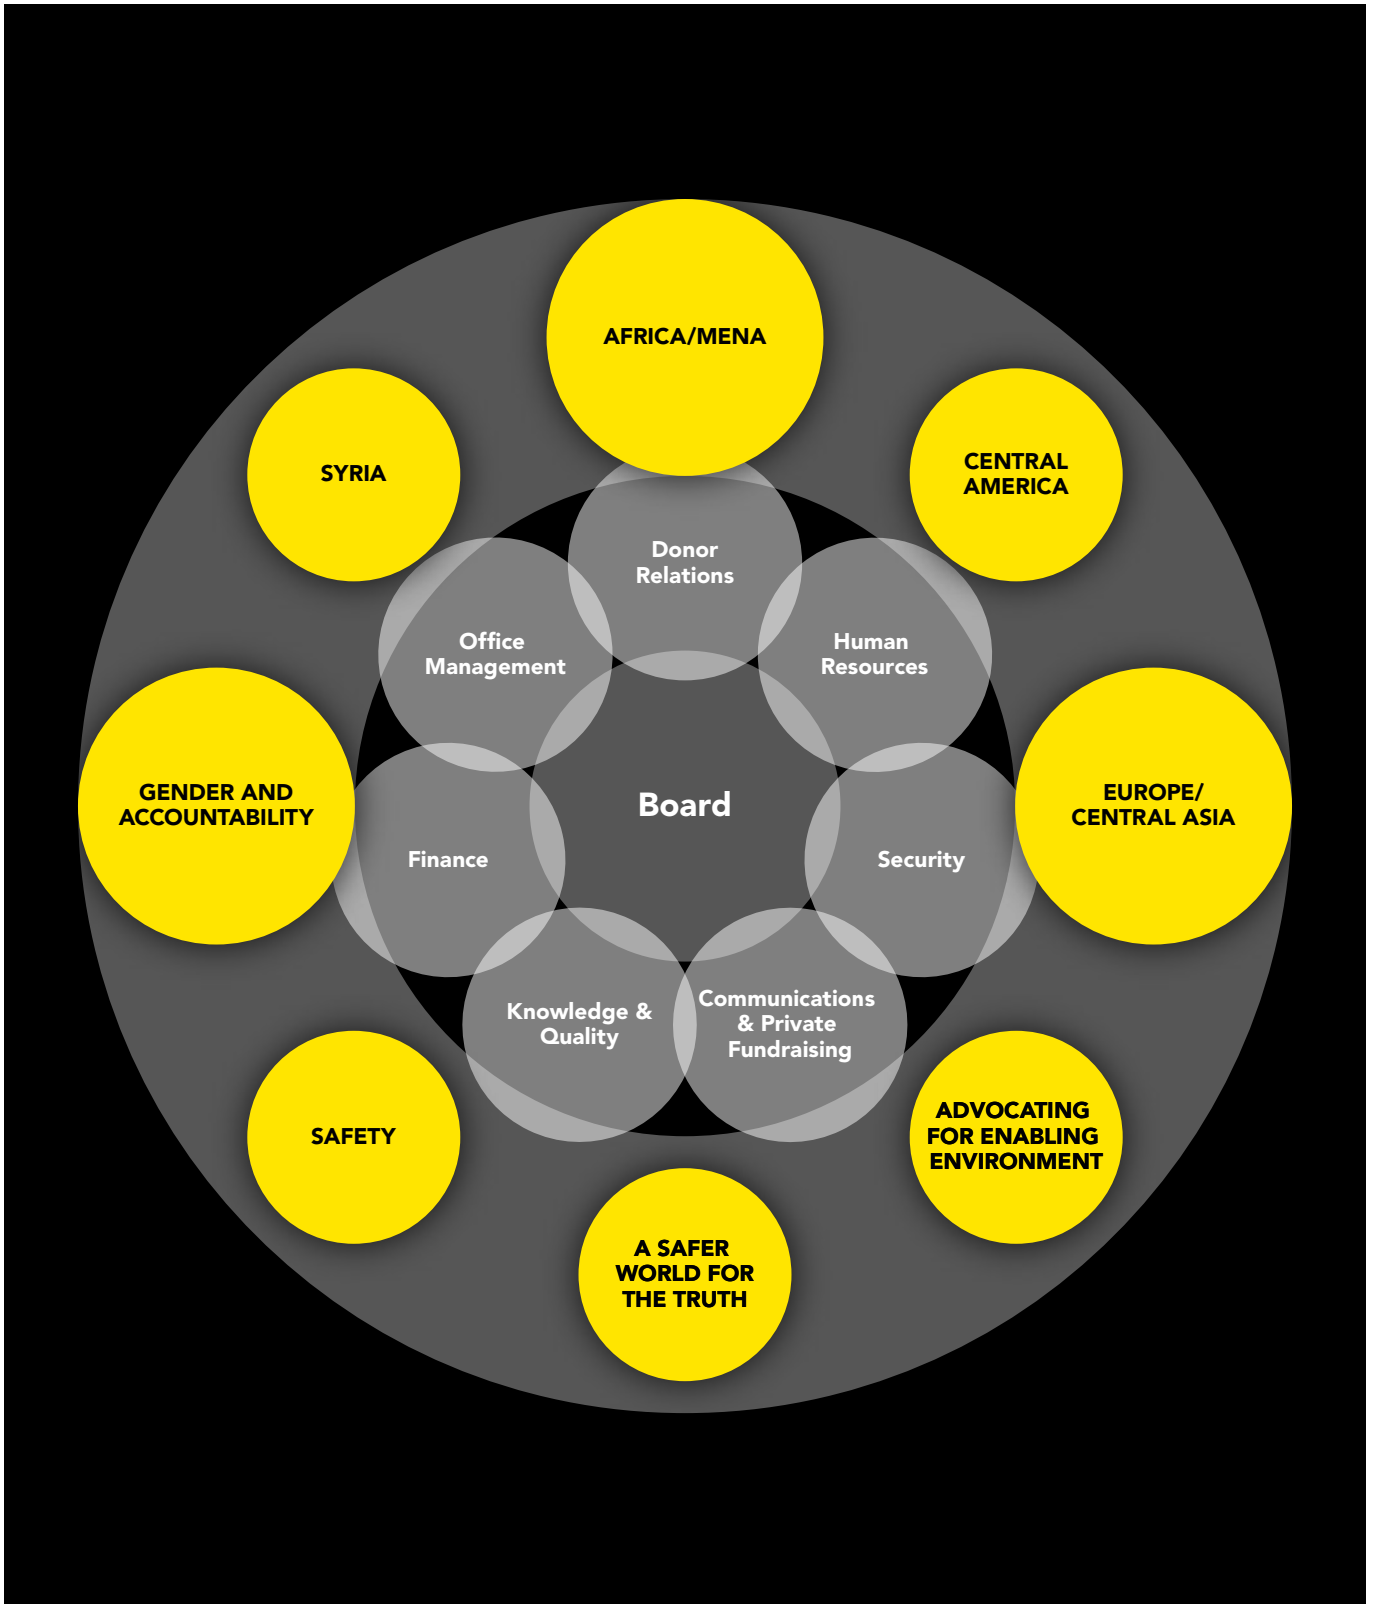 AFRICA/MENA
SYRIA
CENTRAL
AMERICA
Donor
Relations
Office
Management
Human
Resources
GENDER AND
ACCOUNTABILITY
Board
EUROPE/
CENTRAL ASIA
Finance
Security
Knowledge &
Quality
Communications
& Private
Fundraising
SAFETY
ADVOCATING
FOR ENABLING
ENVIRONMENT
A SAFER
WORLD FOR
THE TRUTH